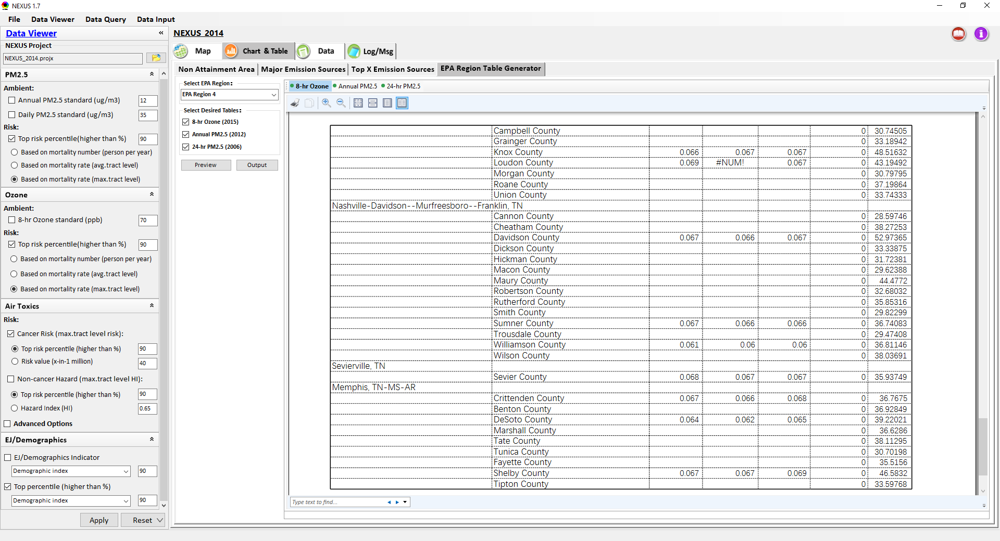 NEXUS 1.7
File Data Viewer Data Query Data Input
Data Viewer «
NEXUS Project
NEXUS_2014.projx
PM2.5
Ambient:
Annual PM2.5 standard (ug/m3) 12
Daily PM2.5 standard (ug/m3) 35
Risk:
Top risk percentile(higher than %) 90
Based on mortality number (person per year)
Based on mortality rate (avg.tract level)
Based on mortality rate (max.tract level)
Ozone
Ambient:
8-hr Ozone standard (ppb) 70
Risk:
Top risk percentile(higher than %) 90
Based on mortality number (person per year)
Based on mortality rate (avg.tract level)
Based on mortality rate (max.tract level)
Air Toxics
Risk:
Cancer Risk (max.tract level risk):
Top risk percentile (higher than %) 90
Risk value (x-in-1 million) 40
Non-cancer Hazard (max.tract level HI):
Top risk percentile (higher than %) 90
Hazard Index (HI) 0.65
Advanced Options
EJ/Demographics
EJ/Demographics Indicator
Demographic index 90
Top percentile (higher than %)
Demographic index 90
Apply Reset
NEXUS_2014
Map Chart & Table Data Log/Msg
Non Attainment Area Major Emission Sources Top X Emission Sources EPA Region Table Generator
Select EPA Region:
EPA Region 4
Select Desired Tables:
8-hr Ozone (2015)
Annual PM2.5 (2012)
24-hr PM2.5 (2006)
Preview Output
8-hr Ozone Annual PM2.5 24-hr PM2.5
Campbell County 0 30.74505
Grainger County 0 33.18942
Knox County 0.066 0.067 0.067 0 48.51632
Loudon County 0.069 #NUM! 0.067 0 43.19492
Morgan County 0 30.79795
Roane County 0 37.19864
Union County 0 33.74333
Nashville-Davidson--Murfreesboro--Franklin, TN
Cannon County 0 28.59746
Cheatham County 0 38.27253
Davidson County 0.067 0.066 0.067 0 52.97365
Dickson County 0 33.33875
Hickman County 0 31.72381
Macon County 0 29.62388
Maury County 0 44.4772
Robertson County 0 32.68032
Rutherford County 0 35.85316
Smith County 0 29.82299
Sumner County 0.067 0.066 0.066 0 36.74083
Trousdale County 0 29.47408
Williamson County 0.061 0.06 0.06 0 36.81146
Wilson County 0 38.03691
Sevierville, TN
Sevier County 0.068 0.067 0.067 0 35.93749
Memphis, TN-MS-AR
Crittenden County 0.067 0.066 0.068 0 36.7675
Benton County 0 36.92849
DeSoto County 0.064 0.062 0.065 0 39.22021
Marshall County 0 36.6286
Tate County 0 38.11295
Tunica County 0 30.70198
Fayette County 0 35.5156
Shelby County 0.067 0.067 0.069 0 46.5832
Tipton County 0 33.59768
Type text to find...